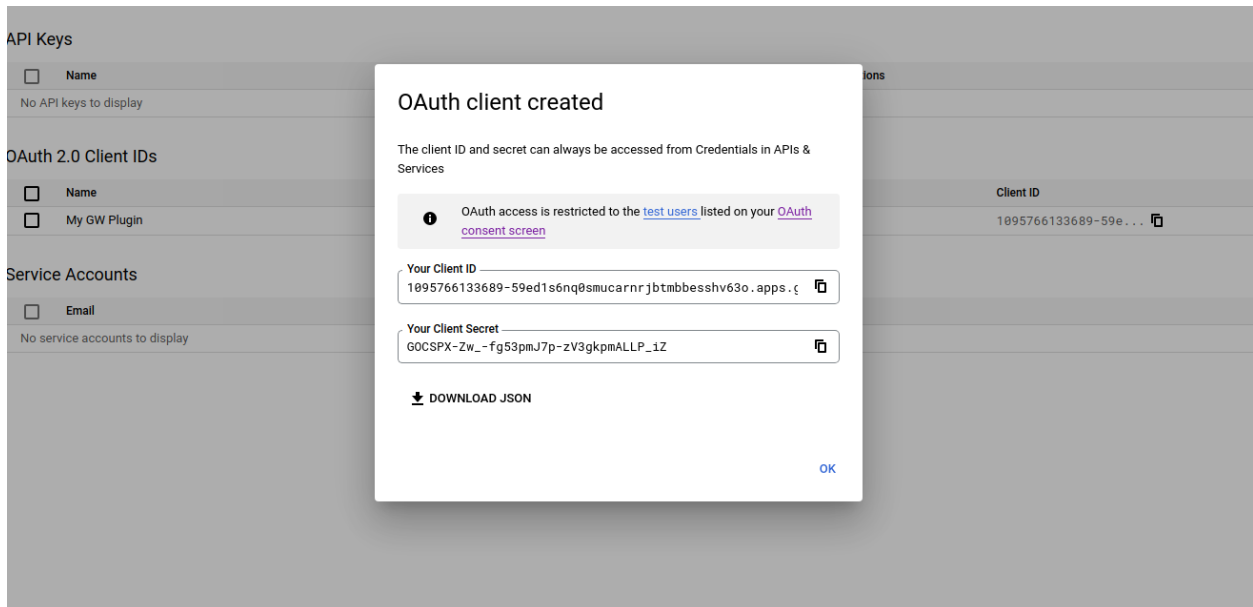 API Keys
Name
No API keys to display
OAuth 2.0 Client IDs
Name
Client ID
My GW Plugin
1095766133689-59e...
Service Accounts
Email
No service accounts to display
OAuth client created
The client ID and secret can always be accessed from Credentials in APIs &
Services
OAuth access is restricted to the test users listed on your OAuth
consent screen
Your Client ID
1095766133689-59ed1s6nq0smucarnrjbtmbbesshv63o.apps.g
Your Client Secret
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
DOWNLOAD JSON
OK